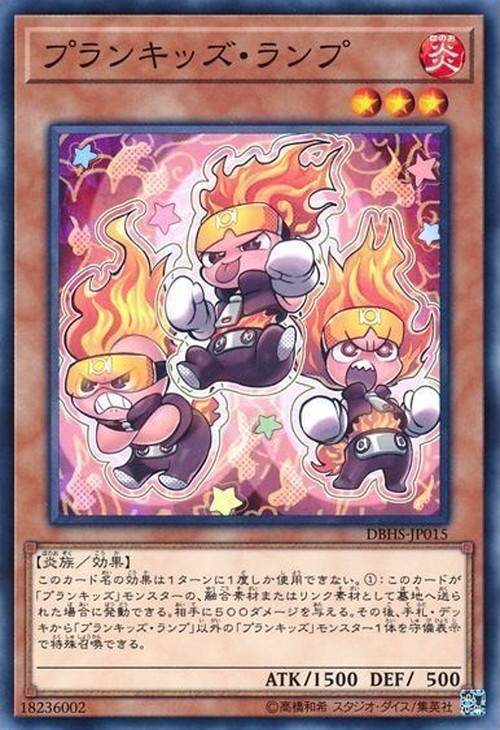 プランキッズ・ランプ
炎
DBHS-JP015
【炎族／効果】
このカード名の効果は１ターンに１度しか使用できない。①：このカードが
「プランキッズ」モンスターの、融合素材またはリンク素材として墓地へ送ら
れた場合に発動できる。相手に５００ダメージを与える。その後、手札・デッ
キから「プランキッズ・ランプ」以外の「プランキッズ」モンスター１体を守備表示
で特殊召喚できる。
ATK/1500 DEF/ 500
18236002
©高橋和希 スタジオ・ダイス/集英社